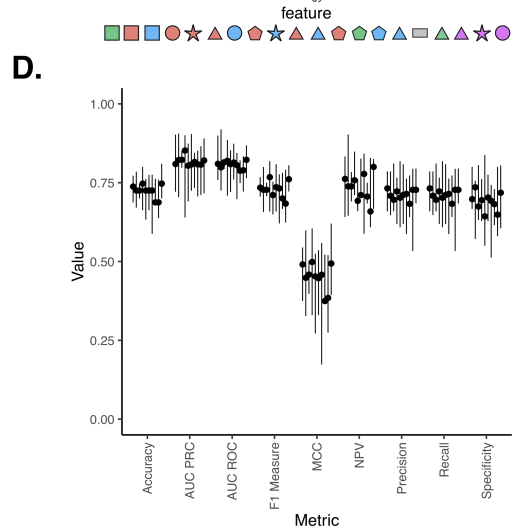 feature
D.
1.00
0.75
0.50
0.25
0.00
Value
Accuracy
AUC PRC
AUC ROC
F1 Measure
MCC
NPV
Precision
Recall
Specificity
Metric